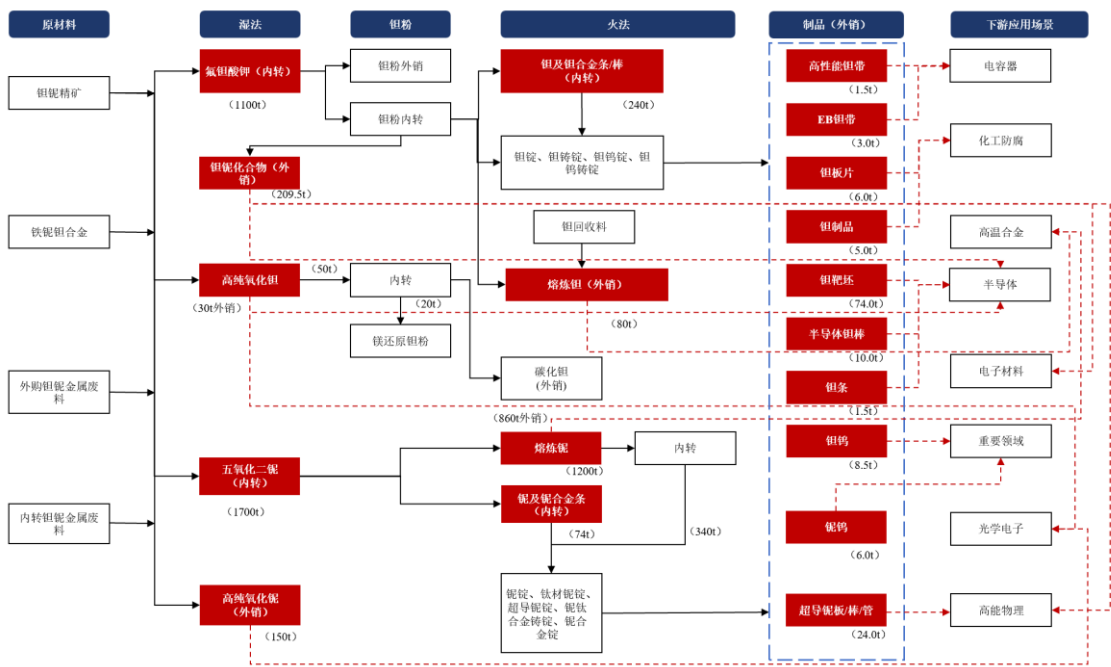 原材料
湿法
钽粉
火法
制品（外销）
下游应用场景
钽铌精矿
铁铌钽合金
外购钽铌金属废
料
内转钽铌金属废
料
氟钽酸钾（内转）
（1100t）
钽铌化合物（外
销）
（209.5t）
高纯氧化钽
（50t）
（30t外销）
五氧化二铌
（内转）
（1700t）
高纯氧化铌
（外销）
（150t）
钽粉外销
钽粉内转
内转
（20t）
镁还原钽粉
钽及钽合金条/棒
（内转）
（240t）
钽锭、钽铸锭、钽钨锭、钽
钨铸锭
钽回收料
熔炼钽（外销）
（80t）
碳化钽
(外销)
（860t外销）
熔炼铌
（1200t）
内转
铌及铌合金条
（内转）
（74t）
（340t）
铌锭、钛材铌锭、
超导铌锭、铌钛
合金铸锭、铌合
金锭
高性能钽带
（1.5t）
EB钽带
（3.0t）
钽板片
（6.0t）
钽制品
（5.0t）
钽靶坯
（74.0t）
半导体钽棒
（10.0t）
钽条
（1.5t）
钽钨
（8.5t）
铌钨
（6.0t）
超导铌板/棒/管
（24.0t）
电容器
化工防腐
高温合金
半导体
电子材料
重要领域
光学电子
高能物理